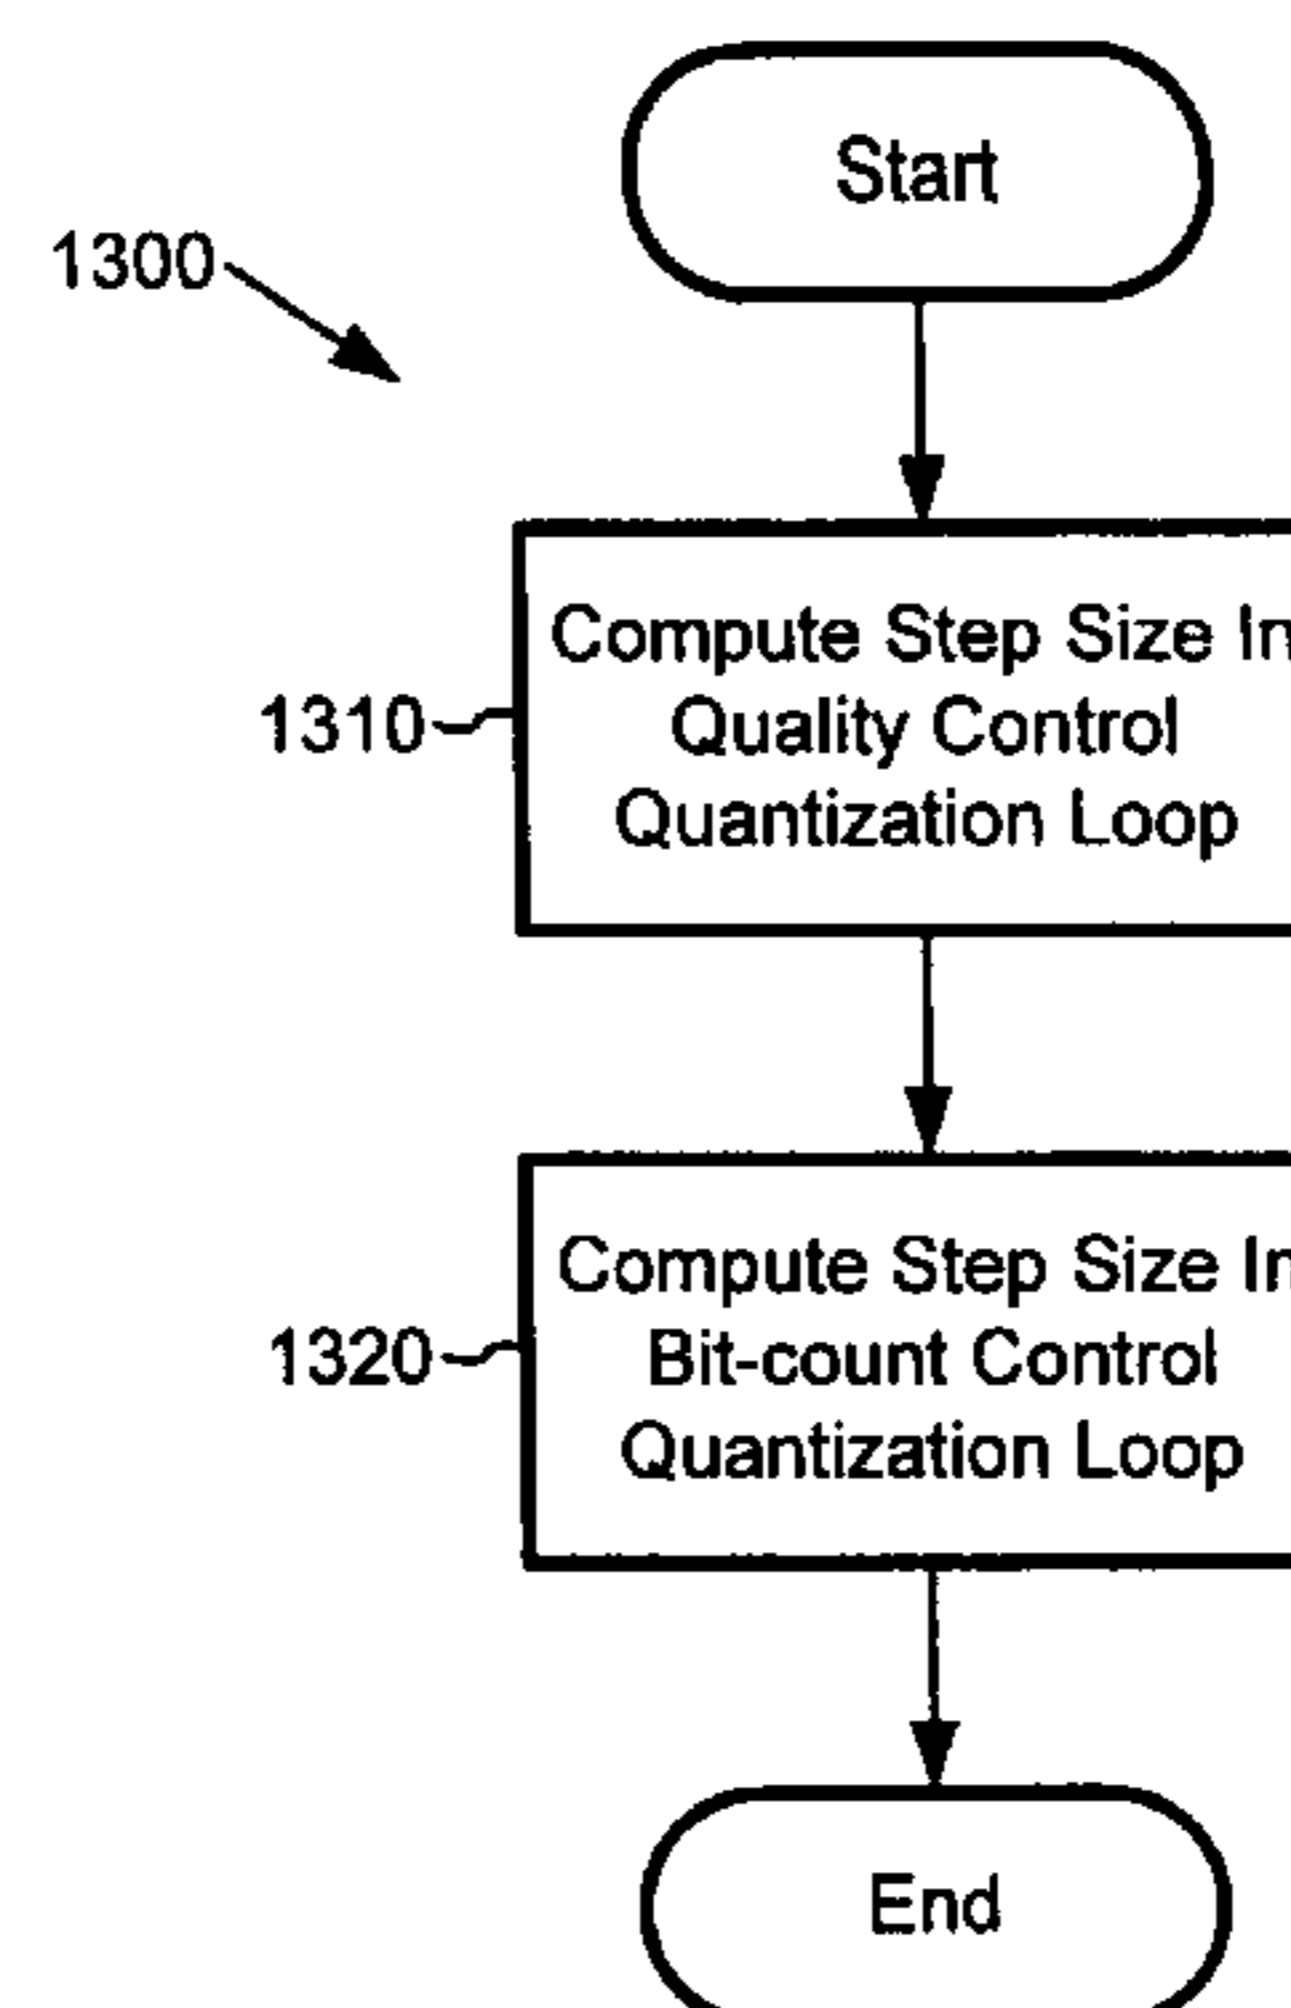 Start
1300
Compute Step Size In
1310
Quality Control
Quantization Loop
Compute Step Size In
1320
Bit-count Control
Quantization Loop
End